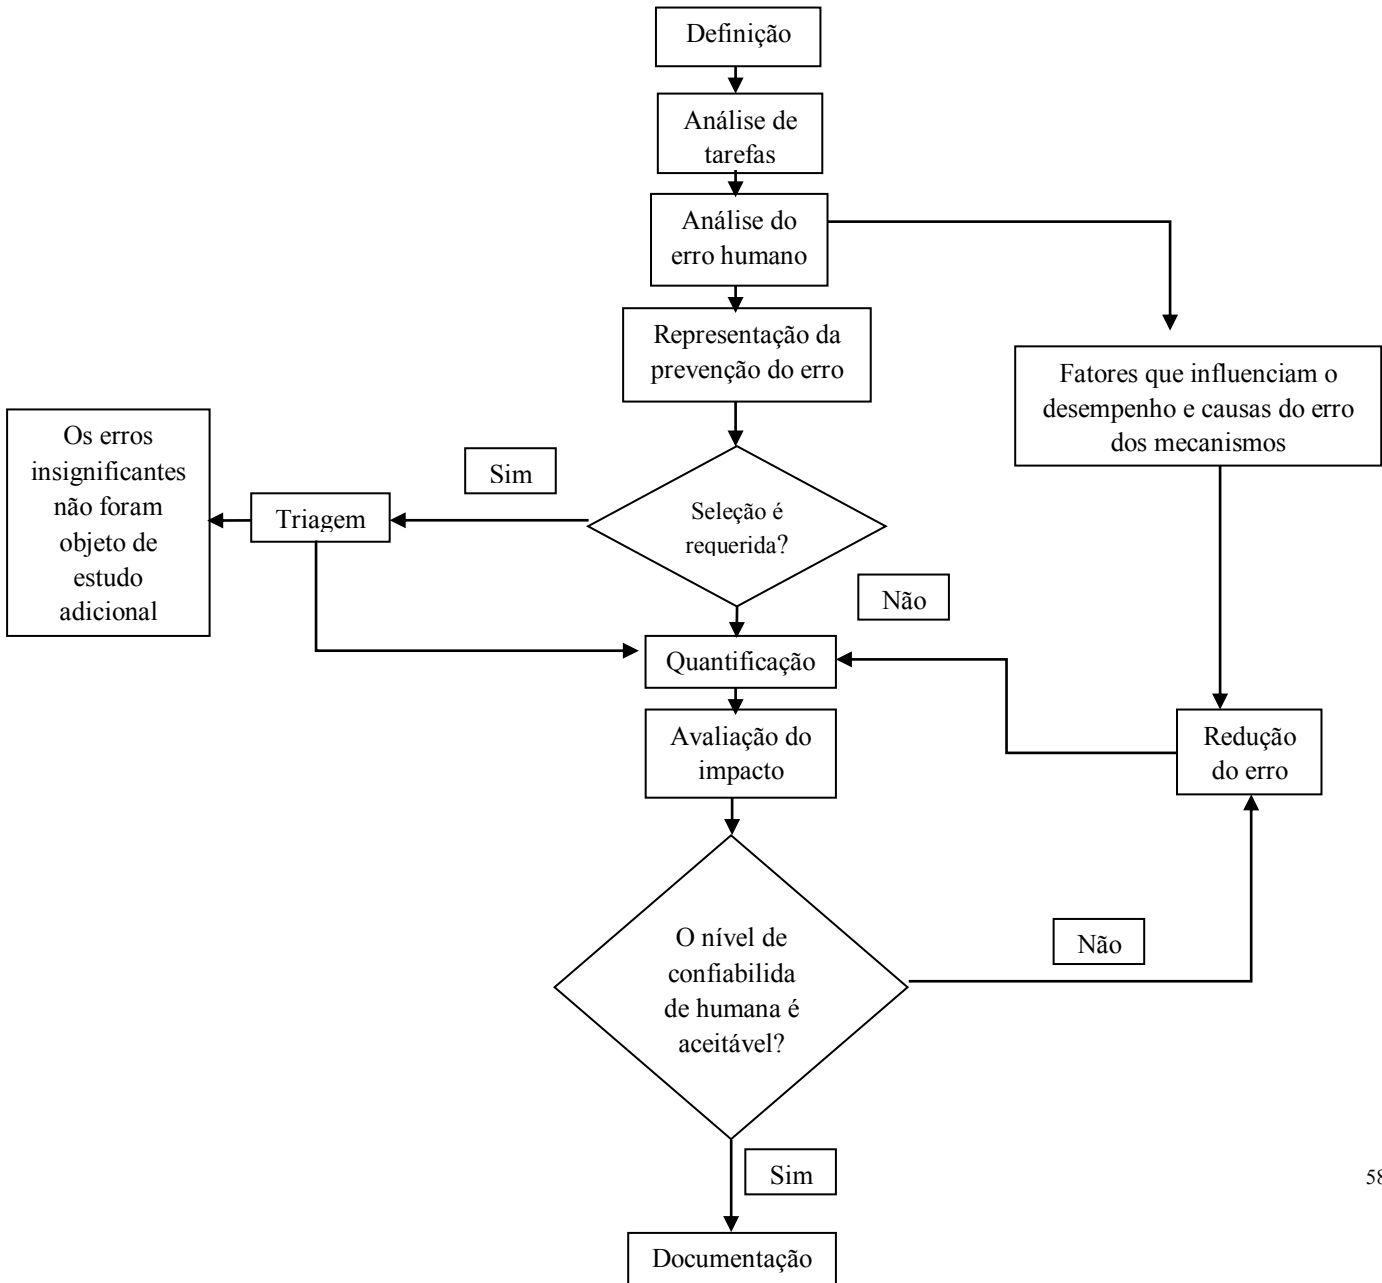 Definição
Análise de
tarefas
Análise do
erro humano
Representação da
prevenção do erro
Fatores que influenciam o
desempenho e causas do erro
dos mecanismos
Os erros
insignificantes
não foram
objeto de
estudo
adicional
Triagem
Sim
Seleção é
requerida?
Não
Quantificação
Avaliação do
impacto
Redução
do erro
O nível de
confiabilida
de humana é
aceitável?
Não
Sim
58
Documentação